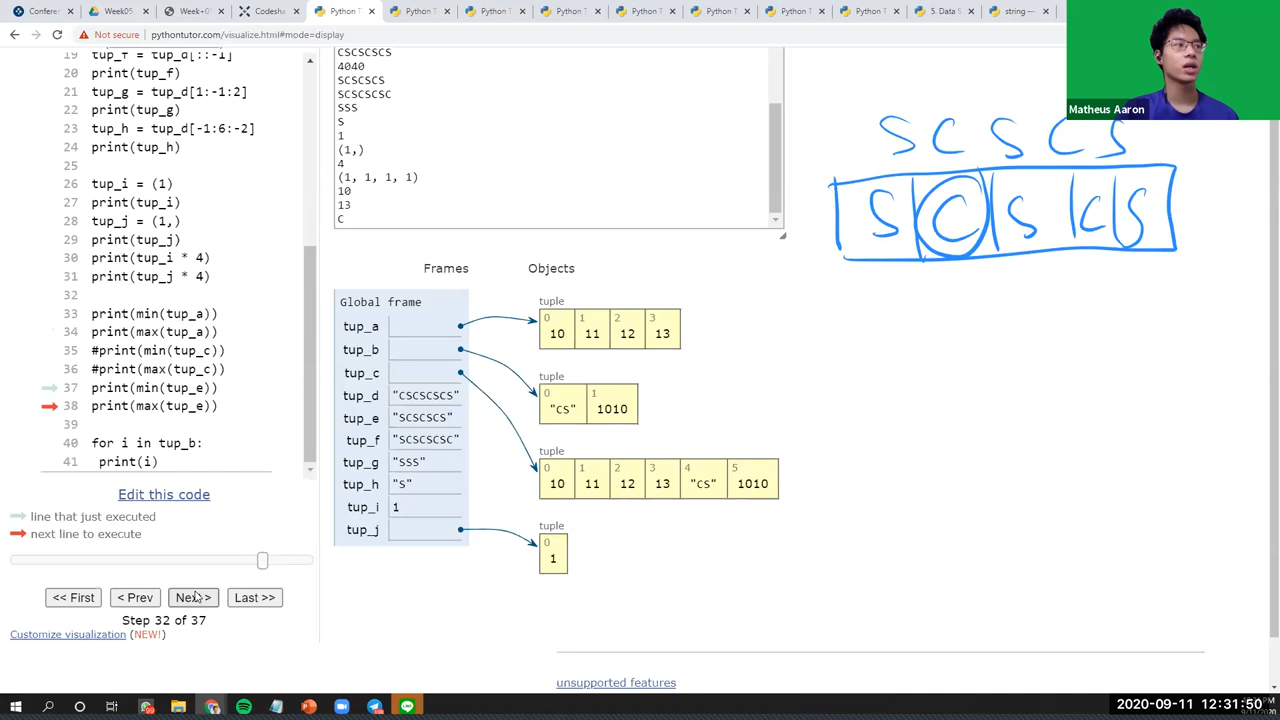 Conferen
Week05
Week+05
Codesha
Python T
Python T
Python T
Python T
Python T
Python T
Python T
Python T
5. Data S
string —
Not secure | pythontutor.com/visualize.html#mode=display
19 tup_f = tup_d[::-1]
20 print(tup_f)
21 tup_g = tup_d[1:-1:2]
22 print(tup_g)
23 tup_h = tup_d[-1:6:-2]
24 print(tup_h)
25
26 tup_i = (1)
27 print(tup_i)
28 tup_j = (1,)
29 print(tup_j)
30 print(tup_i * 4)
31 print(tup_j * 4)
32
33 print(min(tup_a))
34 print(max(tup_a))
35 #print(min(tup_c))
36 #print(max(tup_c))
37 print(min(tup_e))
38 print(max(tup_e))
39
40 for i in tup_b:
41 print(i)
Edit this code
line that just executed
next line to execute
<< First
< Prev
Next >
Last >>
Step 32 of 37
Customize visualization (NEW!)
CSCSCSCS
4040
SCSCSCS
SCSCSCSC
SSS
S
1
(1,)
4
(1, 1, 1, 1)
10
13
C
Frames
Objects
Global frame
tup_a
tup_b
tup_c
tup_d "CSCSCSCS"
tup_e "SCSCSCS"
tup_f "SCSCSCSC"
tup_g "SSS"
tup_h "S"
tup_i 1
tup_j
tuple
0 1 2 3
10 11 12 13
tuple
0 1
"cs" 1010
tuple
0 1 2 3 4 5
10 11 12 13 "cs" 1010
tuple
0
1
unsupported features
S C S C S
S C S C S
Matheus Aaron
2020-09-11 12:31:50